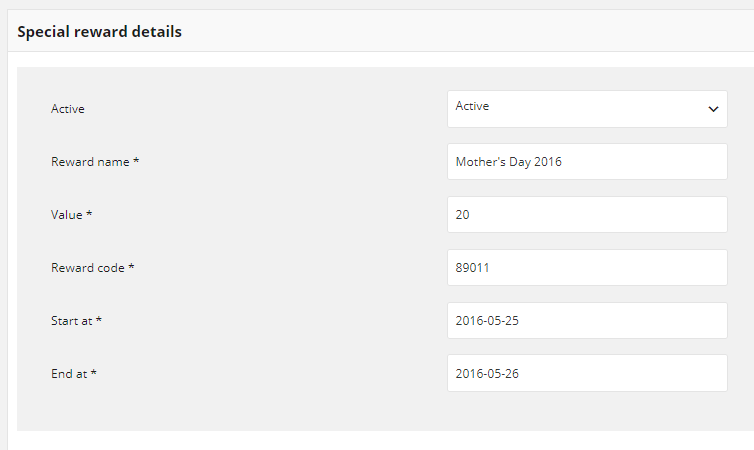 Special reward details
Active Active
Reward name * Mother's Day 2016
Value * 20
Reward code * 89011
Start at * 2016-05-25
End at * 2016-05-26